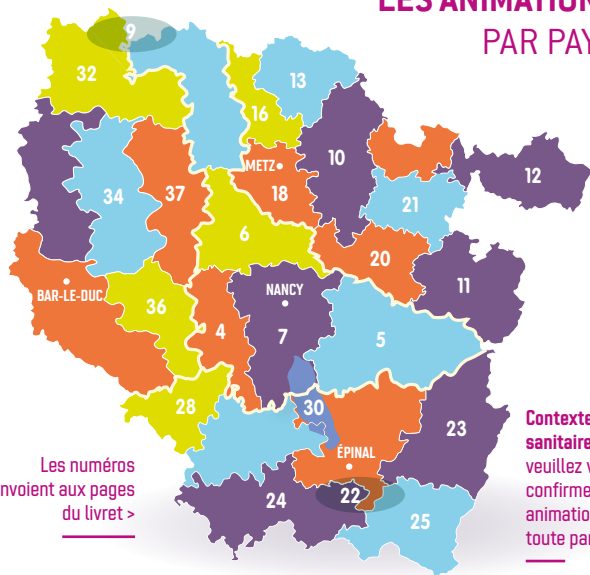 LES ANIMATION
PAR PAY
9
32
13
16
METZ
10
12
34
37
18
21
6
20
BAR-LE-DUC
NANCY
11
36
4
7
5
28
30
23
ÉPINAL
24
22
25
Les numéros
nvoient aux pages
du livret >
Contexte
sanitaire
veuillez v
confirme
animation
toute par